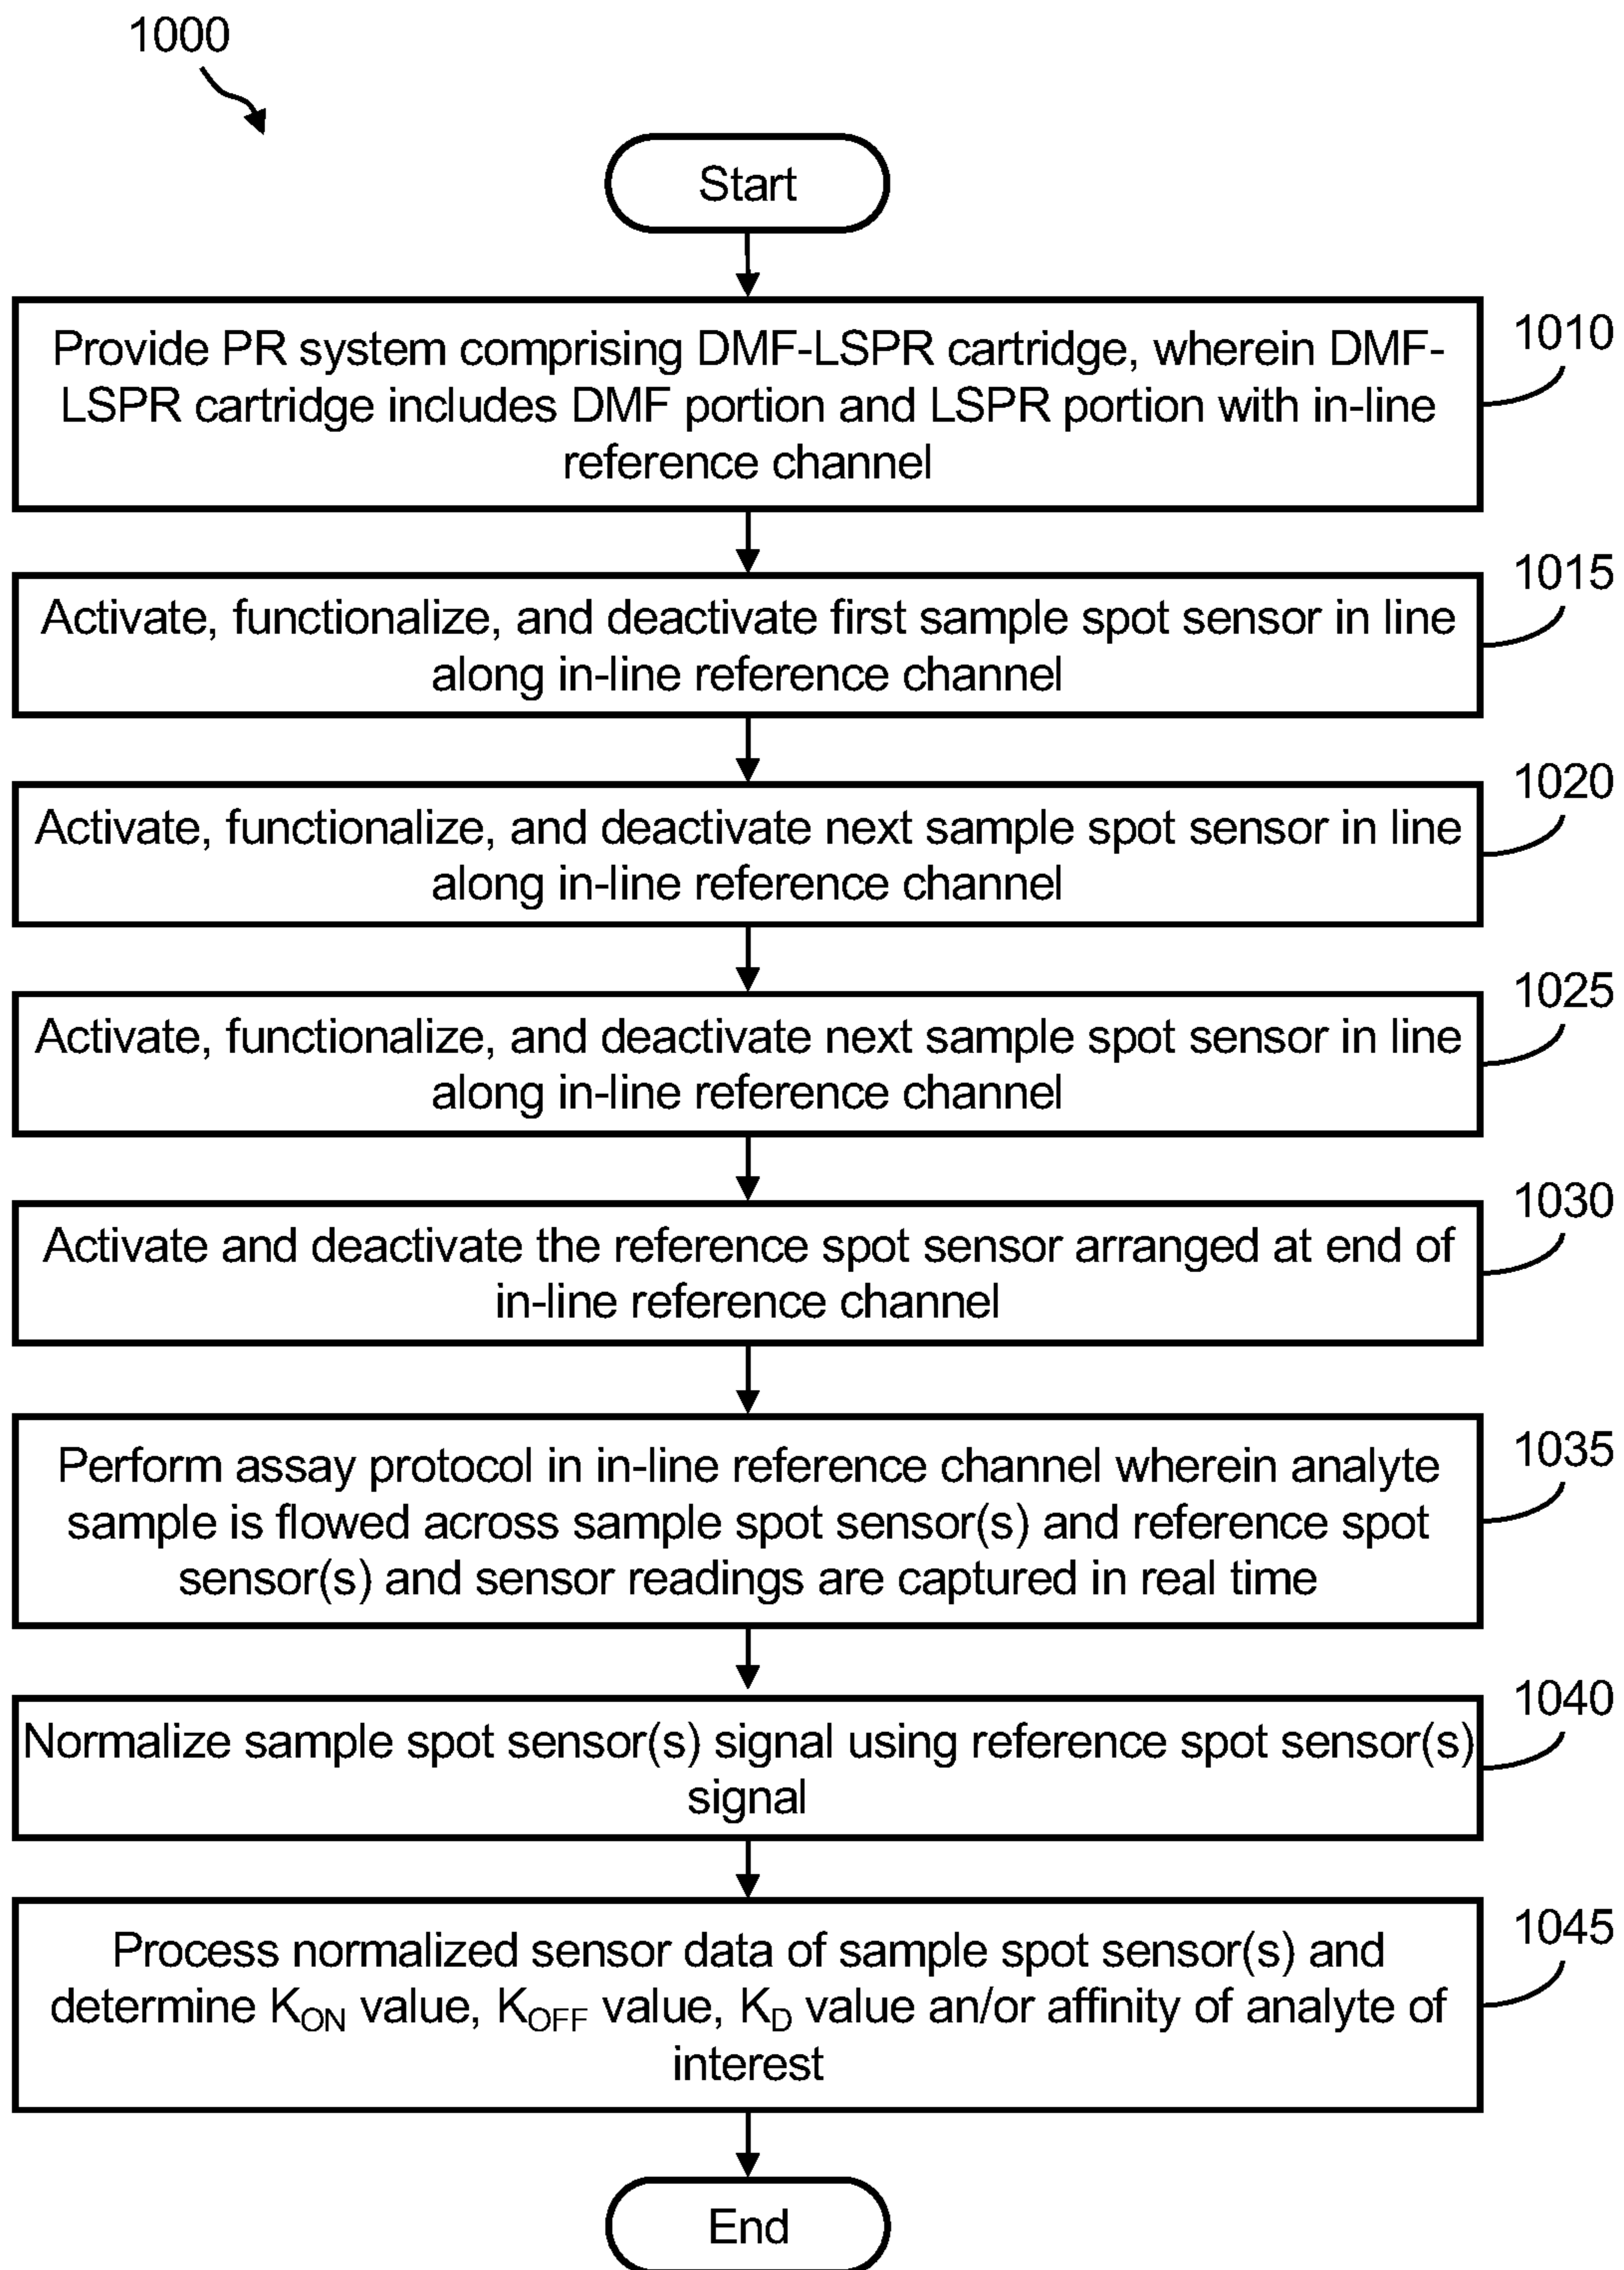 1000
Start
Provide PR system comprising DMF-LSPR cartridge, wherein DMF-
LSPR cartridge includes DMF portion and LSPR portion with in-line
reference channel
1010
Activate, functionalize, and deactivate first sample spot sensor in line
along in-line reference channel
1015
Activate, functionalize, and deactivate next sample spot sensor in line
along in-line reference channel
1020
Activate, functionalize, and deactivate next sample spot sensor in line
along in-line reference channel
1025
Activate and deactivate the reference spot sensor arranged at end of
in-line reference channel
1030
Perform assay protocol in in-line reference channel wherein analyte
sample is flowed across sample spot sensor(s) and reference spot
sensor(s) and sensor readings are captured in real time
1035
Normalize sample spot sensor(s) signal using reference spot sensor(s)
signal
1040
Process normalized sensor data of sample spot sensor(s) and
determine K_ON value, K_OFF value, K_D value an/or affinity of analyte of
interest
1045
End